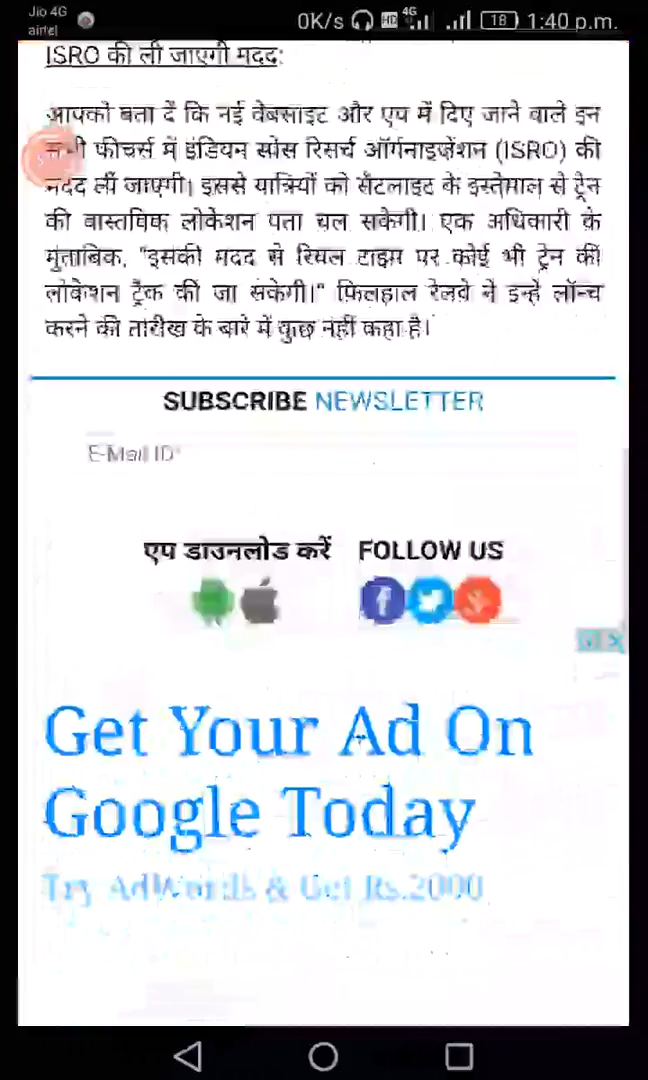 Jio 4G
airtel
0K/s HD 4G 18 1:40 p.m.
ISRO की ली जाएगी मदद:
आपको बता दें कि नई वेबसाइट और एप में दिए जाने वाले इन
फीचर्स में इंडियन स्पेस रिसर्च ऑर्गनाइजेशन (ISRO) की
मदद ली जाएगी। इससे यात्रियों को सैटलाइट के इस्तेमाल से ट्रेन
की वास्तविक लोकेशन पता चल सकेगी। एक अधिकारी के
मुताबिक, "इसकी मदद से रियल टाइम पर कोई भी ट्रेन की
लोकेशन ट्रैक की जा सकेगी।" फिलहाल रेलवे ने इन्हें लॉन्च
करने की तारीख के बारे में कुछ नहीं कहा है।
SUBSCRIBE NEWSLETTER
E-Mail ID*
एप डाउनलोड करें FOLLOW US
Get Your Ad On
Google Today
Try AdWords & Get Rs.2000